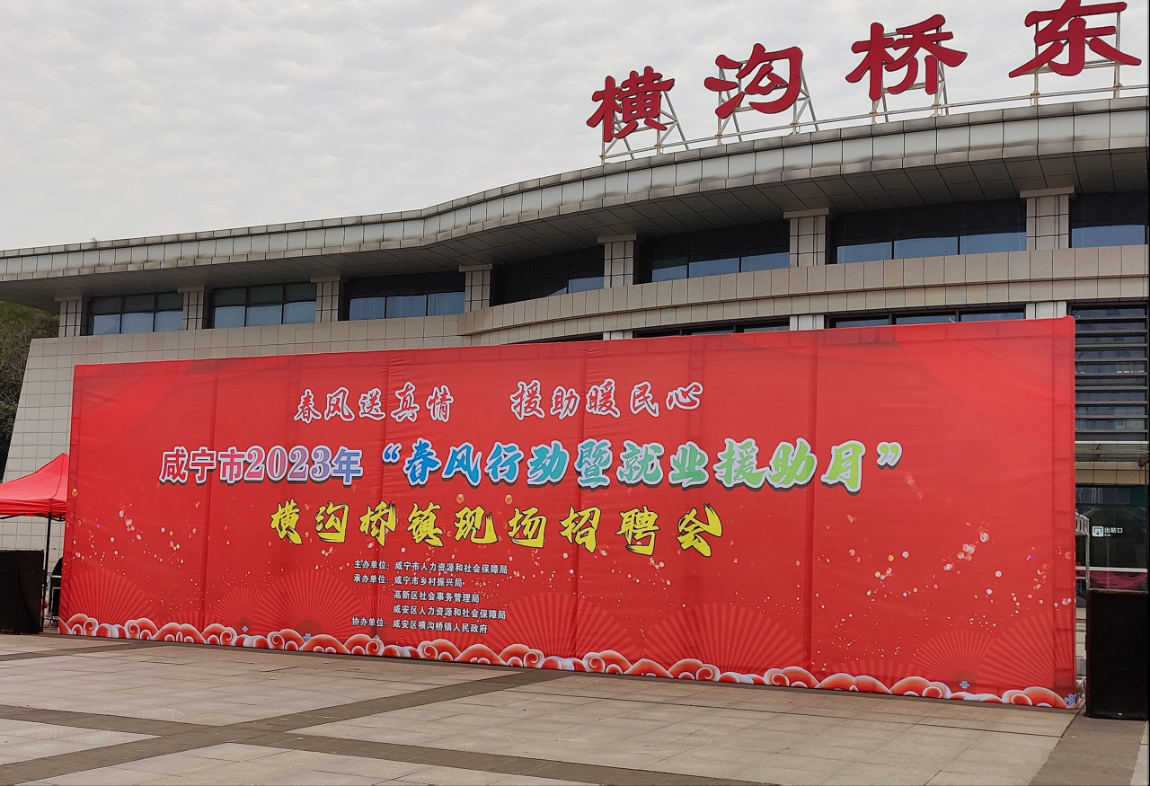 横沟桥东
春风送真情 援助暖民心
咸宁市2023年“春风行动暨就业援助月”
横沟桥镇现场招聘会
主办单位：咸宁市人力资源和社会保障局
承办单位：咸宁市乡村振兴局
高新区社会事务管理局
咸安区人力资源和社会保障局
协办单位：咸安区横沟桥镇人民政府
出站口